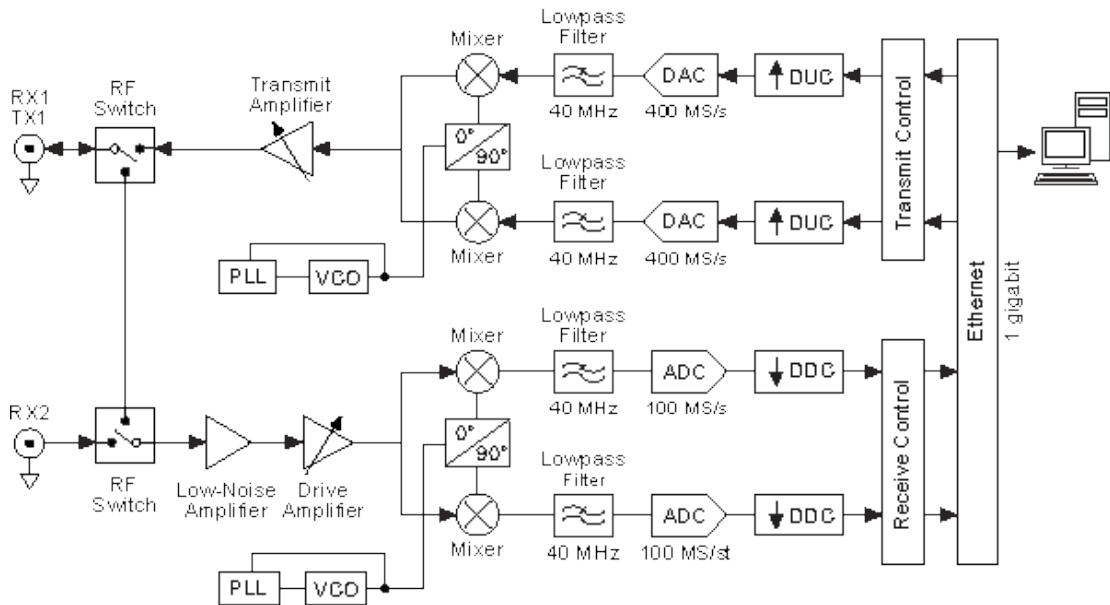 Lowpass
Filter
Mixer
DAC
DUC
40 MHz
400 MS/s
RX1
TX1
RF
Switch
Transmit
Amplifier
0°
90°
Lowpass
Filter
DAC
DUC
Mixer
40 MHz
400 MS/s
PLL
VCO
Transmit Control
Ethernet
1 gigabit
Lowpass
Filter
Mixer
ADC
DDC
40 MHz
100 MS/s
RX2
RF
Switch
Low-Noise
Amplifier
Drive
Amplifier
0°
90°
Lowpass
Filter
ADC
DDC
Mixer
40 MHz
100 MS/st
PLL
VCO
Receive Control